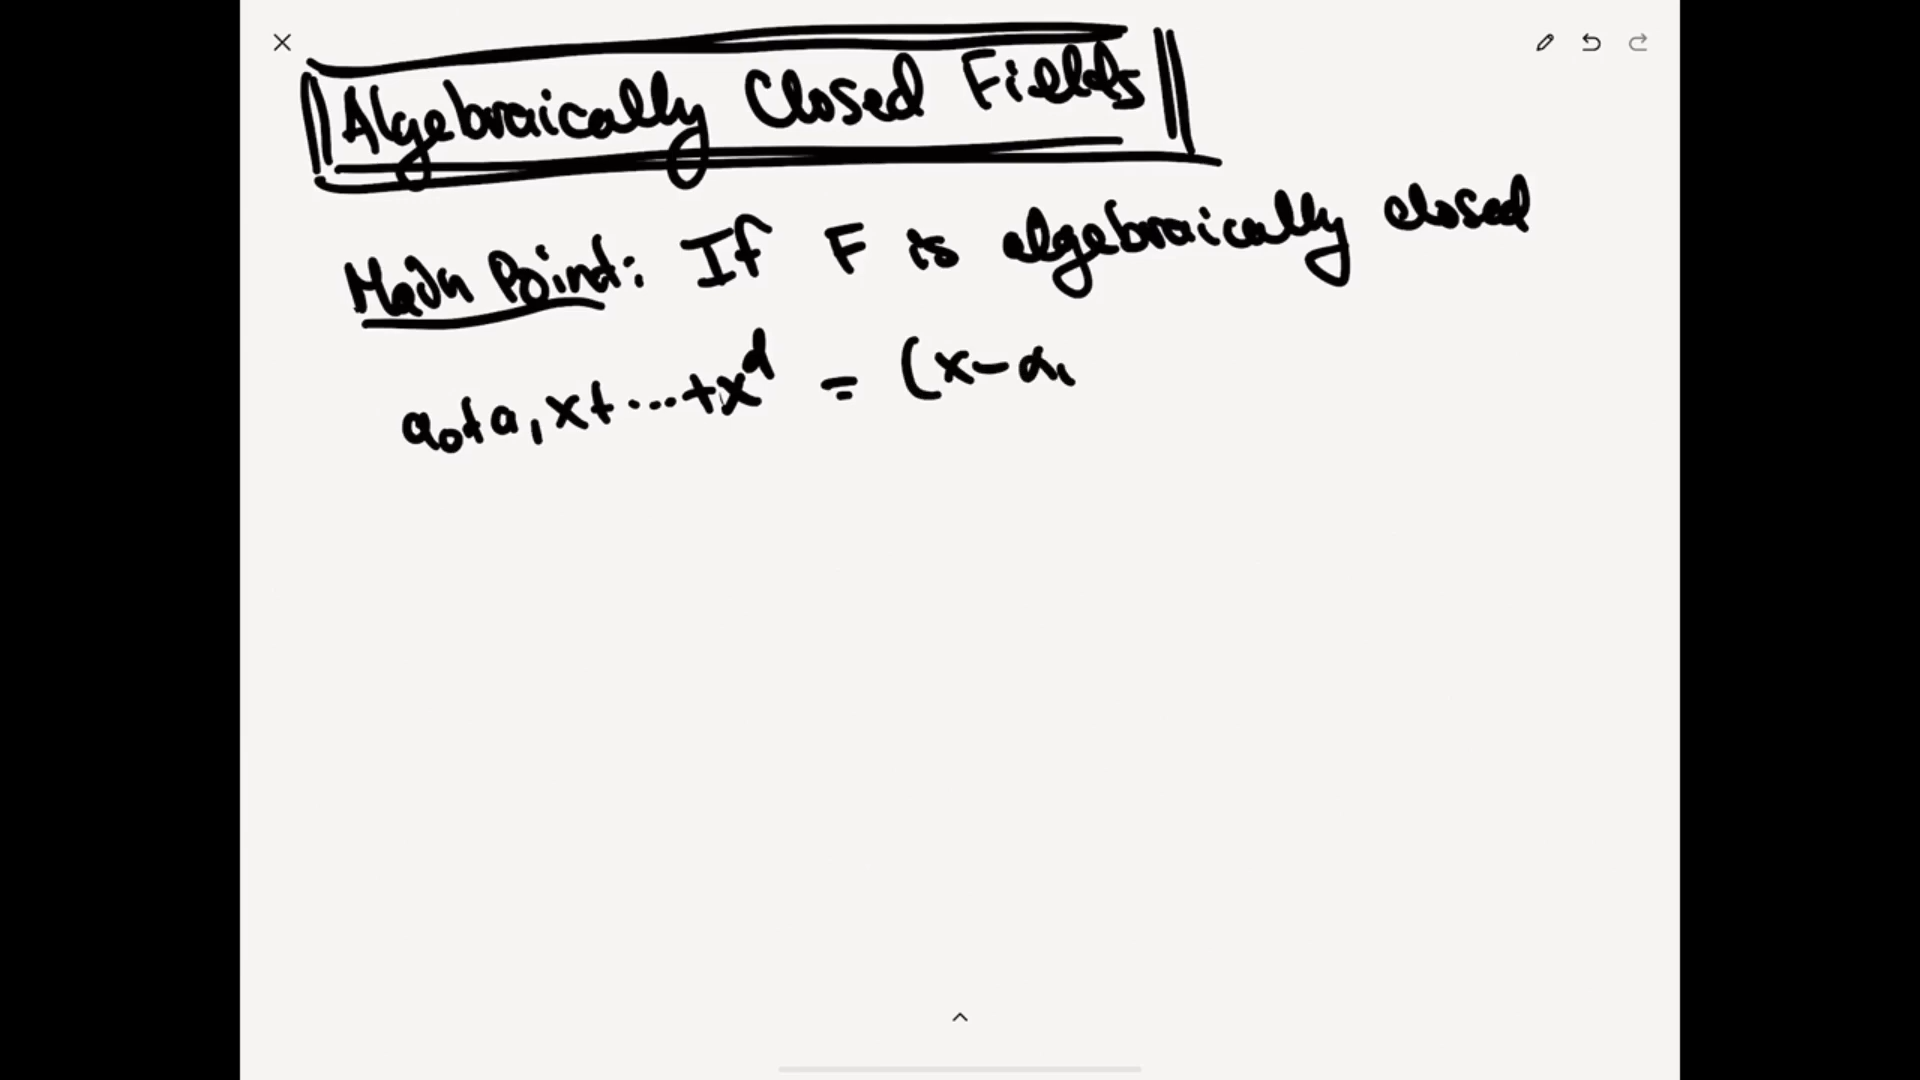 Algebraically Closed Fields
Main Point: If F is algebraically closed
a₀+a₁x+...+x^d = (x-α₁